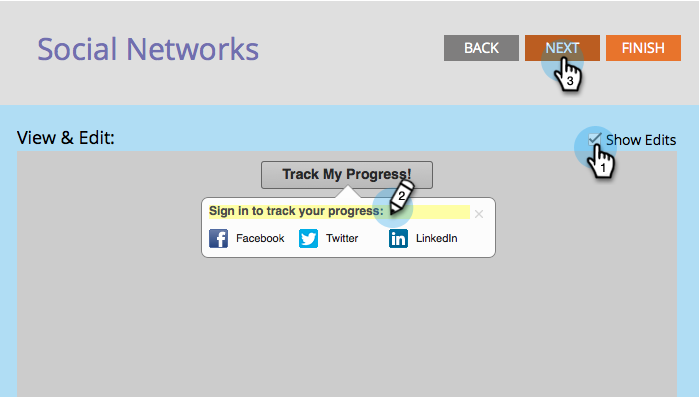 Social Networks
BACK
NEXT
FINISH
3
View & Edit:
Show Edits
1
Track My Progress!
2
Sign in to track your progress:
Facebook
Twitter
LinkedIn